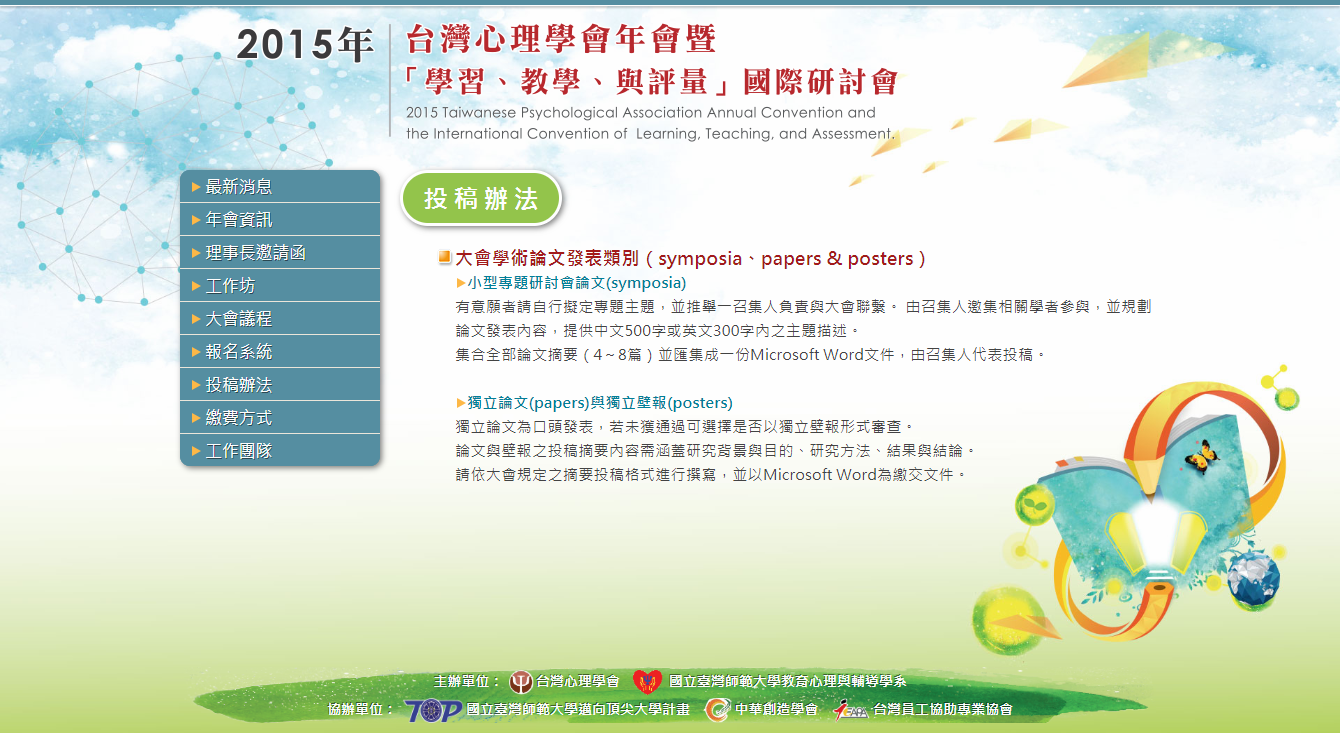 2015年
台灣心理學會年會暨
「學習、教學、與評量」國際研討會
2015 Taiwanese Psychological Association Annual Convention and
the International Convention of Learning, Teaching, and Assessment.
最新消息
年會資訊
理事長邀請函
工作坊
大會議程
報名系統
投稿辦法
繳費方式
工作團隊
投稿辦法
大會學術論文發表類別（symposia、papers & posters）
小型專題研討會論文(symposia)
有意願者請自行擬定專題主題，並推舉一召集人負責與大會聯繫。 由召集人邀集相關學者參與，並規劃
論文發表內容，提供中文500字或英文300字內之主題描述。
集合全部論文摘要（4～8篇）並匯集成一份Microsoft Word文件，由召集人代表投稿。
獨立論文(papers)與獨立壁報(posters)
獨立論文為口頭發表，若未獲通過可選擇是否以獨立壁報形式審查。
論文與壁報之投稿摘要內容需涵蓋研究背景與目的、研究方法、結果與結論。
請依大會規定之摘要投稿格式進行撰寫，並以Microsoft Word為繳交文件。
主辦單位： 台灣心理學會 國立臺灣師範大學教育心理與輔導學系
協辦單位： TOP 國立臺灣師範大學邁向頂尖大學計畫 中華創造學會 EAPA 台灣員工協助專業協會